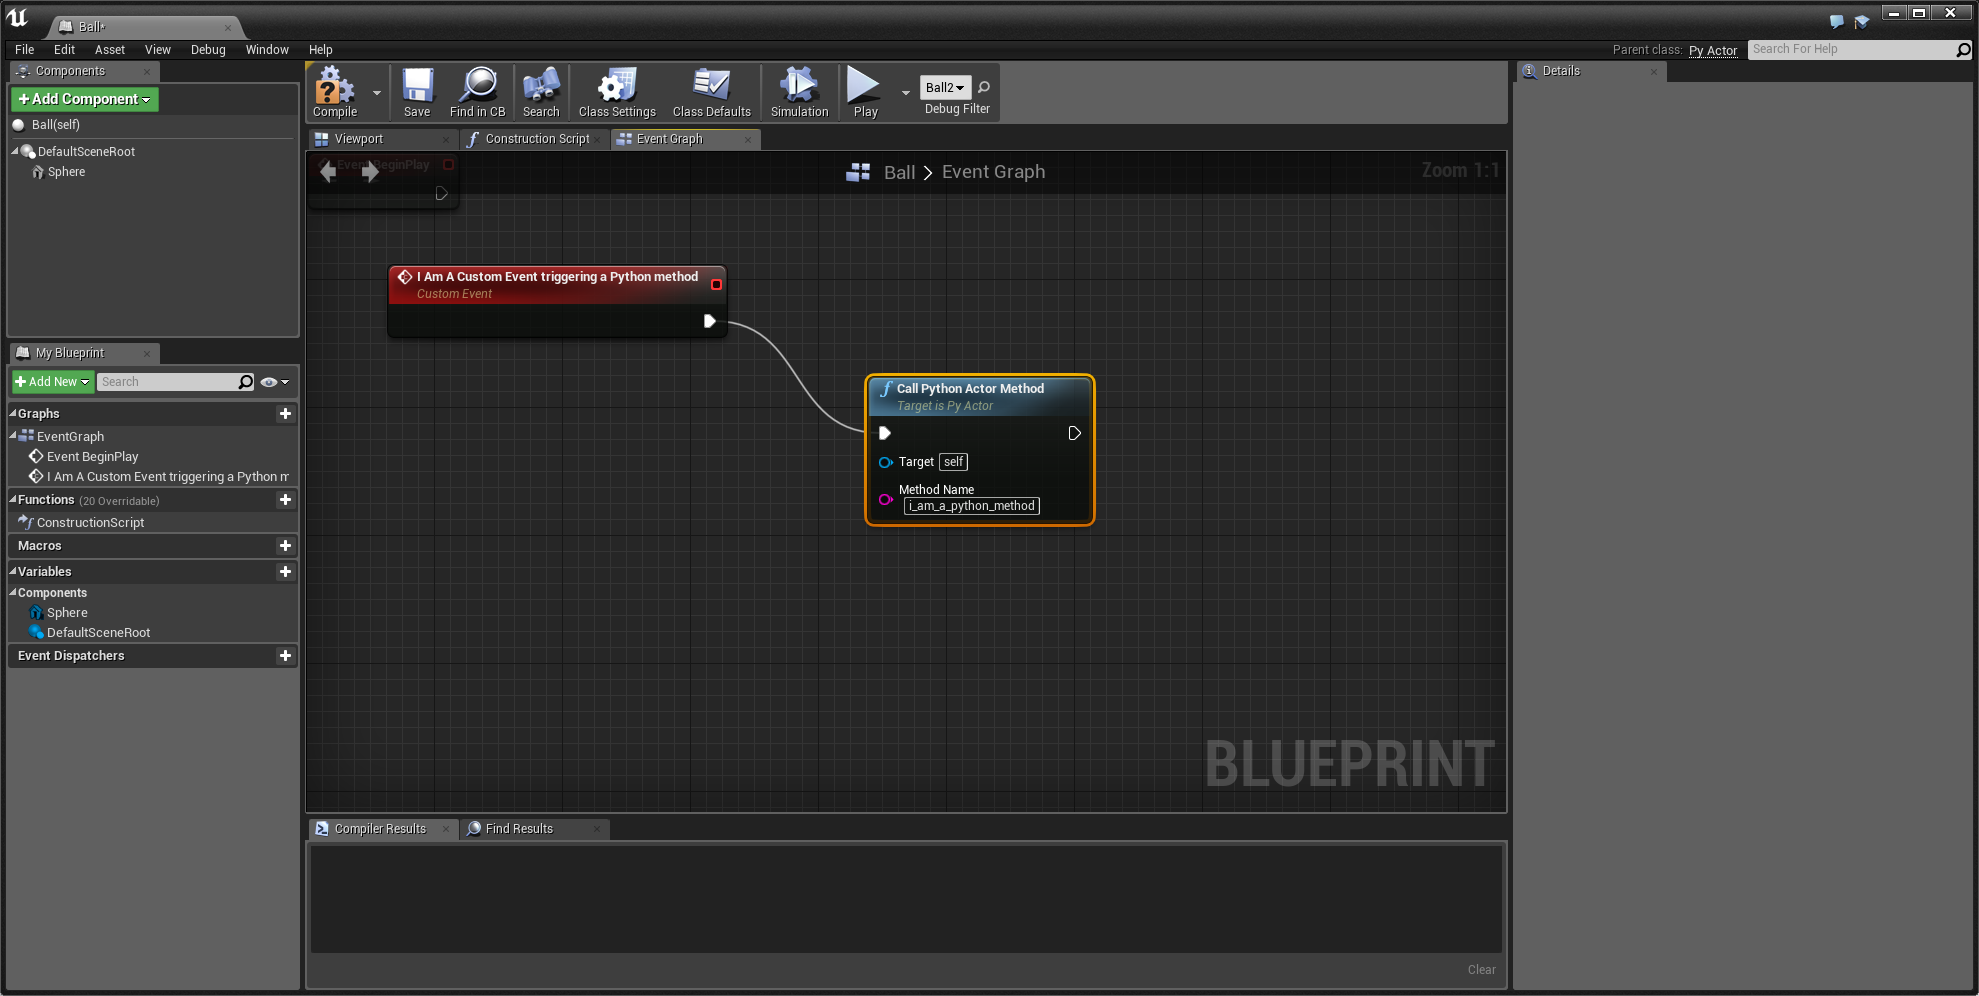 Ball*
File Edit Asset View Debug Window Help
Parent class: Py Actor Search For Help
Components
Add Component
Ball(self)
DefaultSceneRoot
Sphere
My Blueprint
Add New Search
Graphs
EventGraph
Event BeginPlay
I Am A Custom Event triggering a Python m
Functions (20 Overridable)
ConstructionScript
Macros
Variables
Components
Sphere
DefaultSceneRoot
Event Dispatchers
Compile Save Find in CB Search Class Settings Class Defaults Simulation Play
Ball2
Debug Filter
Viewport Construction Script Event Graph
Event BeginPlay
Ball > Event Graph
Zoom 1:1
I Am A Custom Event triggering a Python method
Custom Event
Call Python Actor Method
Target is Py Actor
Target self
Method Name
i_am_a_python_method
BLUEPRINT
Compiler Results Find Results
Clear
Details